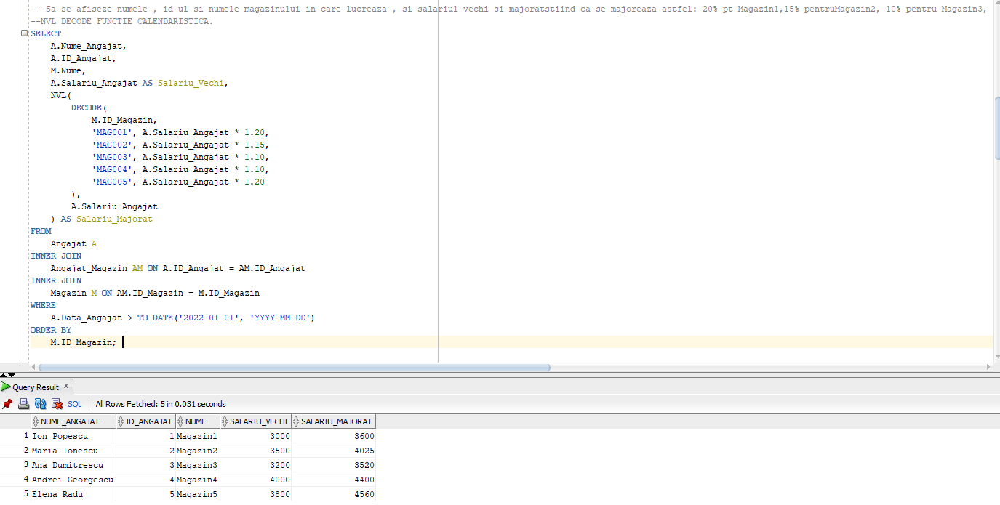 ---Sa se afiseze numele , id-ul si numele magazinului in care lucreaza , si salariul vechi si majoratstiind ca se majoreaza astfel: 20% pt Magazin1,15% pentruMagazin2, 10% pentru Magazin3,
--NVL DECODE FUNCTIE CALENDARISTICA.
SELECT
A.Nume_Angajat,
A.ID_Angajat,
M.Nume,
A.Salariu_Angajat AS Salariu_Vechi,
NVL(
DECODE(
M.ID_Magazin,
'MAG001', A.Salariu_Angajat * 1.20,
'MAG002', A.Salariu_Angajat * 1.15,
'MAG003', A.Salariu_Angajat * 1.10,
'MAG004', A.Salariu_Angajat * 1.10,
'MAG005', A.Salariu_Angajat * 1.20
),
A.Salariu_Angajat
) AS Salariu_Majorat
FROM
Angajat A
INNER JOIN
Angajat_Magazin AM ON A.ID_Angajat = AM.ID_Angajat
INNER JOIN
Magazin M ON AM.ID_Magazin = M.ID_Magazin
WHERE
A.Data_Angajat > TO_DATE('2022-01-01', 'YYYY-MM-DD')
ORDER BY
M.ID_Magazin;
Query Result x
SQL | All Rows Fetched: 5 in 0.031 seconds
NUME_ANGAJAT ID_ANGAJAT NUME SALARIU_VECHI SALARIU_MAJORAT
1 Ion Popescu 1 Magazin1 3000 3600
2 Maria Ionescu 2 Magazin2 3500 4025
3 Ana Dumitrescu 3 Magazin3 3200 3520
4 Andrei Georgescu 4 Magazin4 4000 4400
5 Elena Radu 5 Magazin5 3800 4560